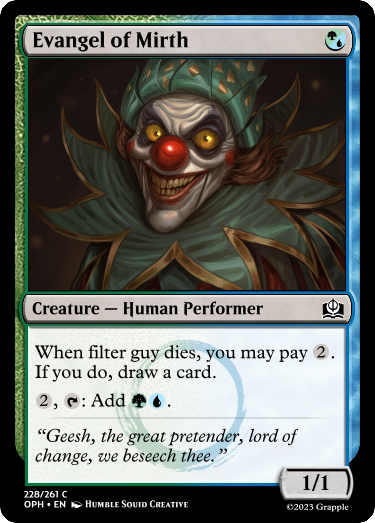 Evangel of Mirth
Creature — Human Performer
When filter guy dies, you may pay 2.
If you do, draw a card.
2, : Add .
“Geesh, the great pretender, lord of
change, we beseech thee.”
1/1
228/261 C
OPH • EN Humble Squid Creative
©2023 Grapple